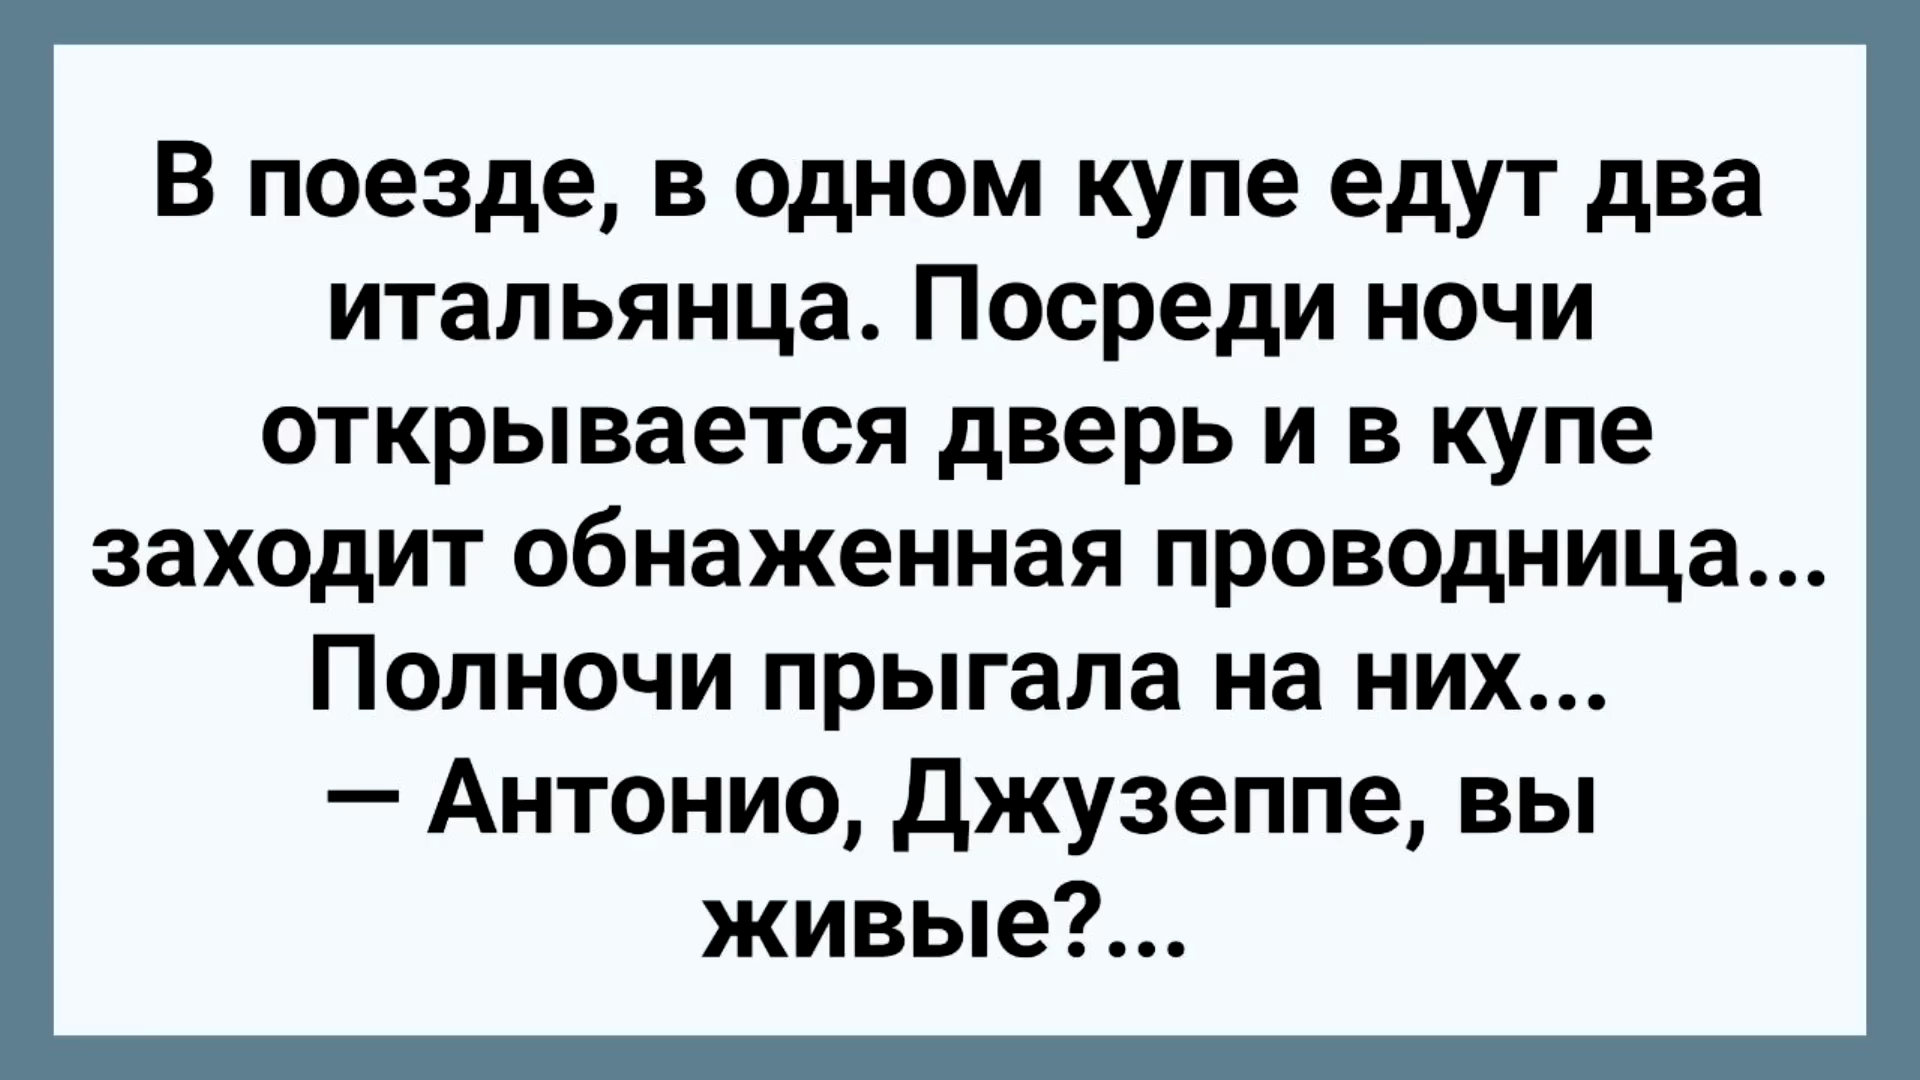 В поезде, в одном купе едут два
итальянца. Посреди ночи
открывается дверь и в купе
заходит обнаженная проводница...
Полночи прыгала на них...
— Антонио, Джузеппе, вы
живые?...